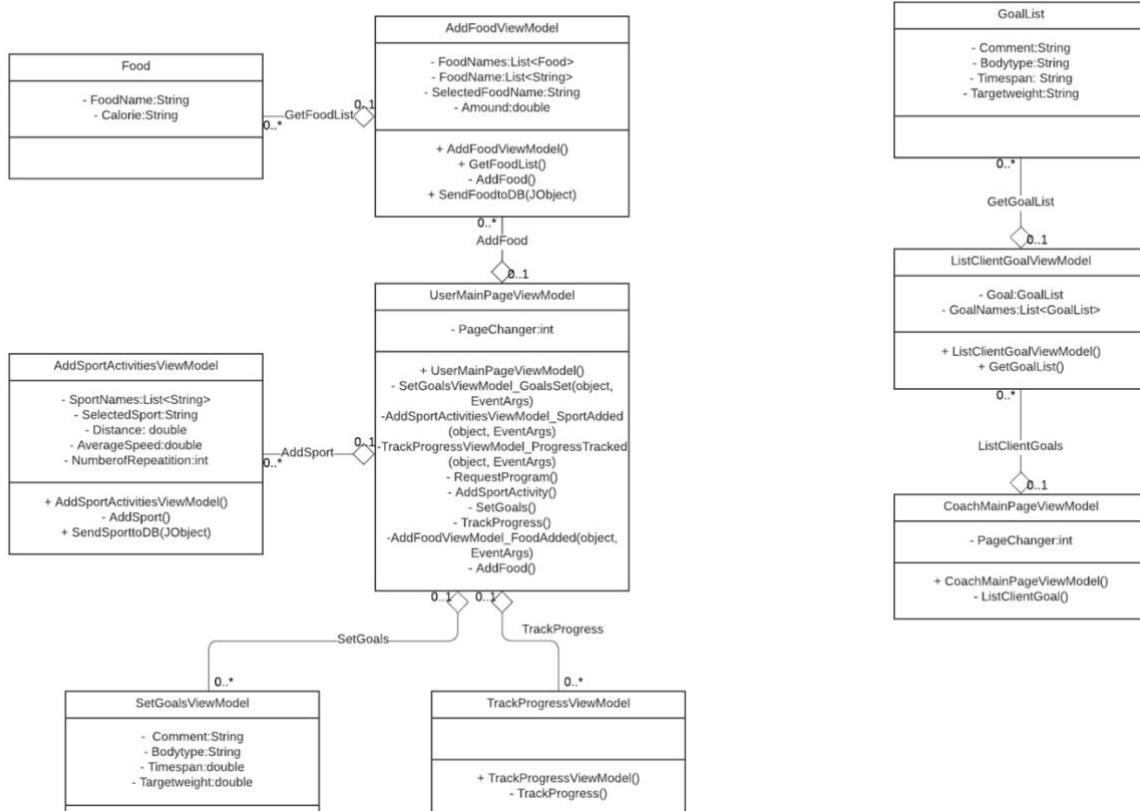 Food
- FoodName:String
- Calorie:String
0..*
GetFoodList
0..1
AddFoodViewModel
- FoodNames:List<Food>
- FoodName:List<String>
- SelectedFoodName:String
- Amound:double
+ AddFoodViewModel()
+ GetFoodList()
- AddFood()
+ SendFoodtoDB(JObject)
0..*
AddFood
0..1
UserMainPageViewModel
- PageChanger:int
+ UserMainPageViewModel()
- SetGoalsViewModel_GoalsSet(object,
EventArgs)
-AddSportActivitiesViewModel_SportAdded
(object, EventArgs)
-TrackProgressViewModel_ProgressTracked
(object, EventArgs)
- RequestProgram()
- AddSportActivity()
- SetGoals()
- TrackProgress()
-AddFoodViewModel_FoodAdded(object,
EventArgs)
- AddFood()
AddSportActivitiesViewModel
- SportNames:List<String>
- SelectedSport:String
- Distance: double
- AverageSpeed:double
- NumberofRepeatition:int
+ AddSportActivitiesViewModel()
- AddSport()
+ SendSporttoDB(JObject)
0..*
AddSport
0..1
0..1
0..1
SetGoals
TrackProgress
0..*
0..*
SetGoalsViewModel
- Comment:String
- Bodytype:String
- Timespan:double
- Targetweight:double
TrackProgressViewModel
+ TrackProgressViewModel()
- TrackProgress()
GoalList
- Comment:String
- Bodytype:String
- Timespan: String
- Targetweight:String
0..*
GetGoalList
0..1
ListClientGoalViewModel
- Goal:GoalList
- GoalNames:List<GoalList>
+ ListClientGoalViewModel()
+ GetGoalList()
0..*
ListClientGoals
0..1
CoachMainPageViewModel
- PageChanger:int
+ CoachMainPageViewModel()
- ListClientGoal()